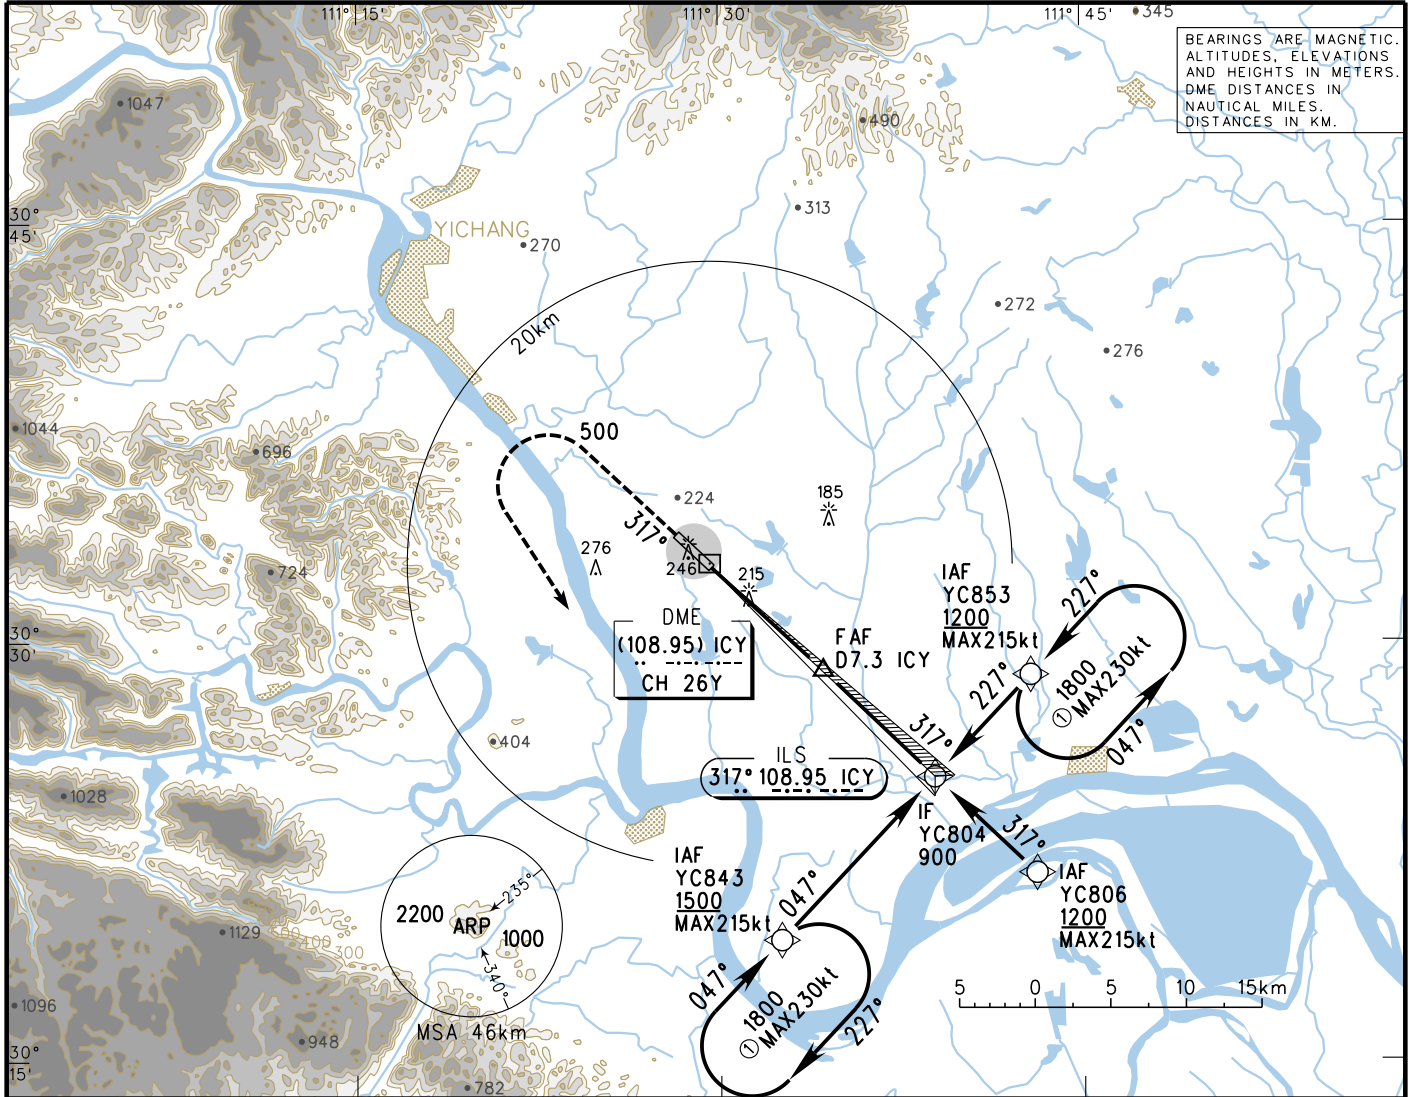 111° 15'
111° 30'
111° 45'
345
BEARINGS ARE MAGNETIC.
ALTITUDES, ELEVATIONS
AND HEIGHTS IN METERS.
DME DISTANCES IN
NAUTICAL MILES.
DISTANCES IN KM.
1047
490
313
30°
45'
YICHANG
270
272
20km
276
1044
500
696
224
185
317°
276
246
215
724
IAF
YC853
1200
MAX215kt
227°
DME
(108.95) ICY
CH 26Y
FAF
D7.3 ICY
30°
30'
227°
1800
① MAX230kt
047°
317°
404
ILS
317° 108.95 ICY
1028
IF
YC804
900
317°
IAF
YC843
1500
MAX215kt
047°
IAF
YC806
1200
MAX215kt
235°
2200
ARP
1000
340°
MSA 46km
1129
500 400 300
047°
1800
① MAX230kt
227°
5 0 5 10 15km
1096
948
30°
15'
782